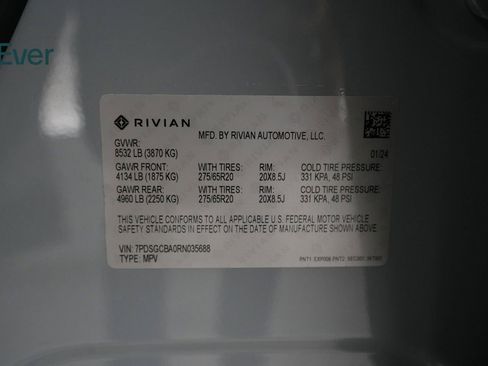 Ever
RIVIAN
MFD. BY RIVIAN AUTOMOTIVE, LLC.
GVWR:
8532 LB (3870 KG) 01/24
GAWR FRONT: WITH TIRES: RIM: COLD TIRE PRESSURE:
4134 LB (1875 KG) 275/65R20 20X8.5J 331 KPA, 48 PSI
GAWR REAR: WITH TIRES: RIM: COLD TIRE PRESSURE:
4960 LB (2250 KG) 275/65R20 20X8.5J 331 KPA, 48 PSI
THIS VEHICLE CONFORMS TO ALL APPLICABLE U.S. FEDERAL MOTOR VEHICLE
SAFETY STANDARDS IN EFFECT ON THE DATE OF MANUFACTURE SHOWN ABOVE.
VIN: 7PDSGCBA0RN035688
TYPE: MPV